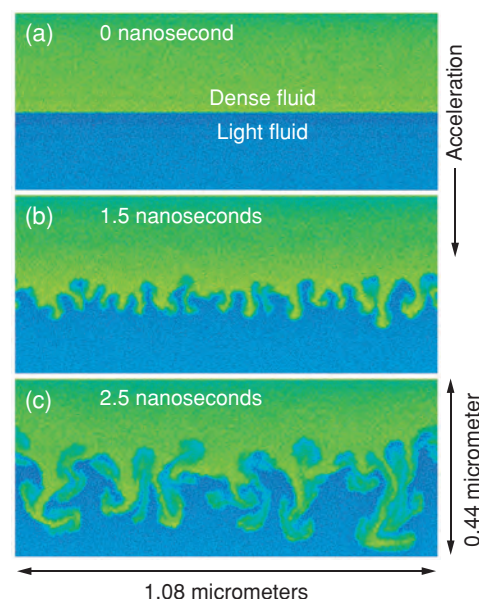 (a) 0 nanosecond
Dense fluid
Light fluid
Acceleration
(b) 1.5 nanoseconds
(c) 2.5 nanoseconds
0.44 micrometer
1.08 micrometers